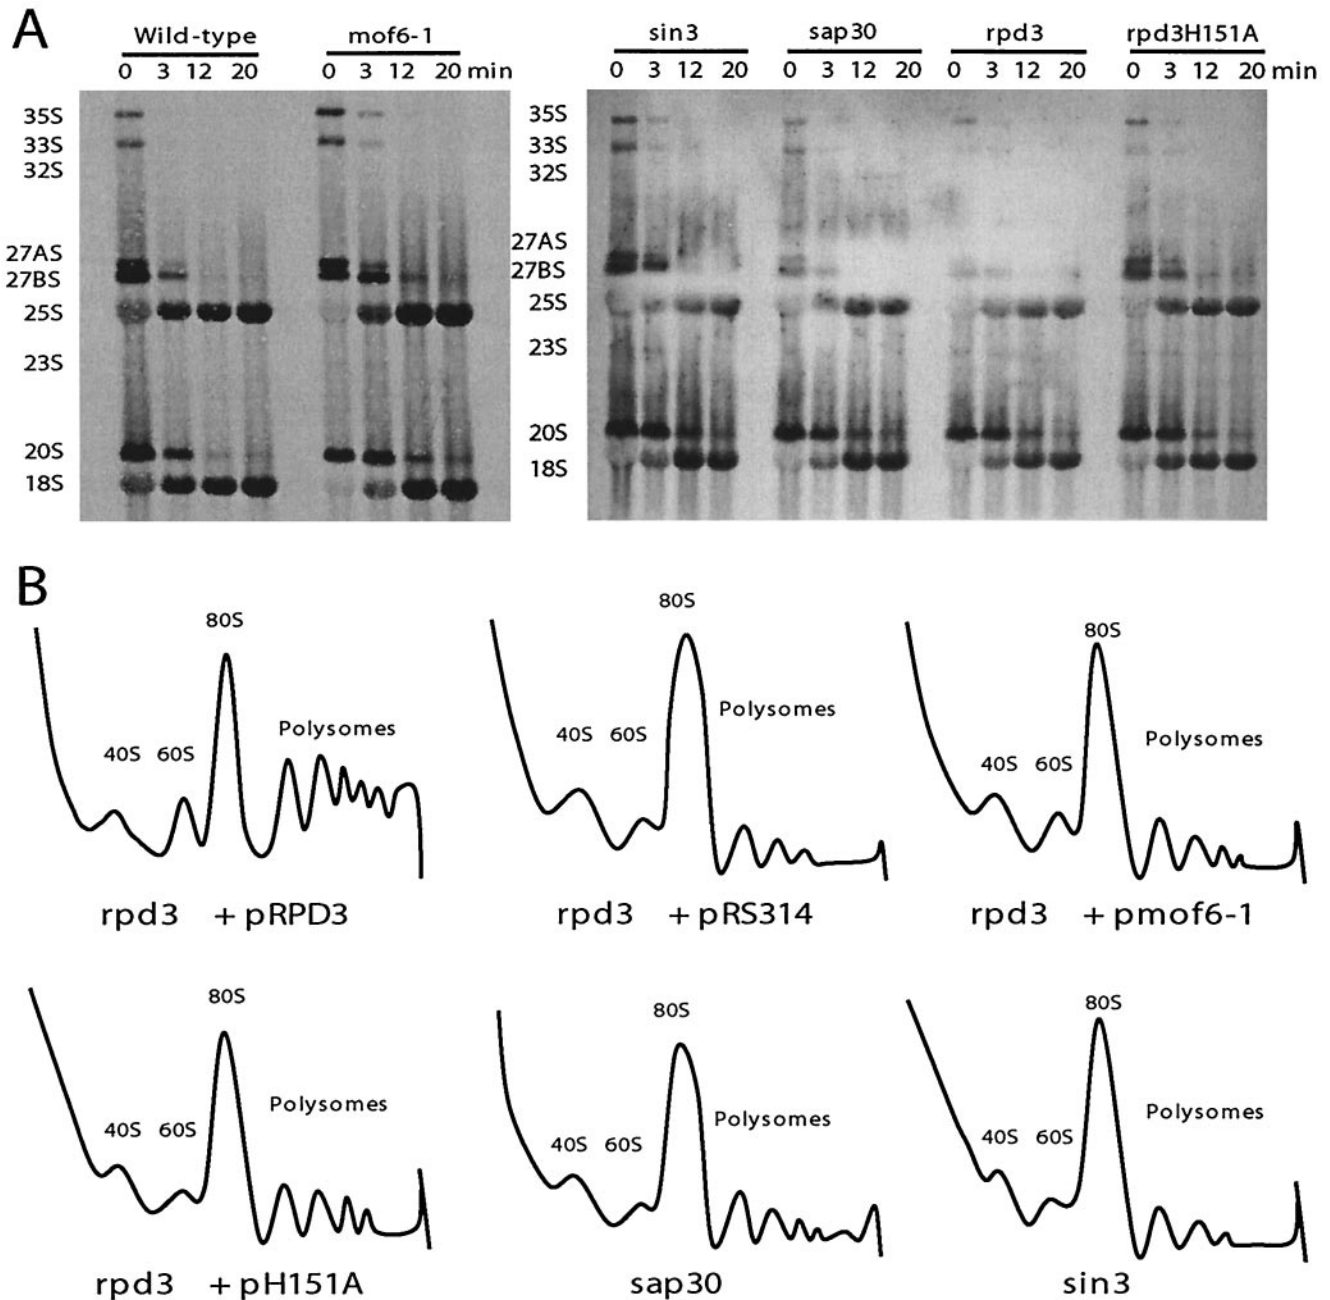 A
Wild-type mof6-1 sin3 sap30 rpd3 rpd3H151A
0 3 12 20 0 3 12 20 min 0 3 12 20 0 3 12 20 0 3 12 20 0 3 12 20 min
35S
33S
32S
27AS
27BS
25S
23S
20S
18S
35S
33S
32S
27AS
27BS
25S
23S
20S
18S
B
80S
40S 60S
Polysomes
rpd3 + pRPD3
80S
40S 60S
Polysomes
rpd3 + pRS314
80S
40S 60S
Polysomes
rpd3 + pmof6-1
80S
40S 60S
Polysomes
rpd3 + pH151A
80S
40S 60S
Polysomes
sap30
80S
40S 60S
Polysomes
sin3